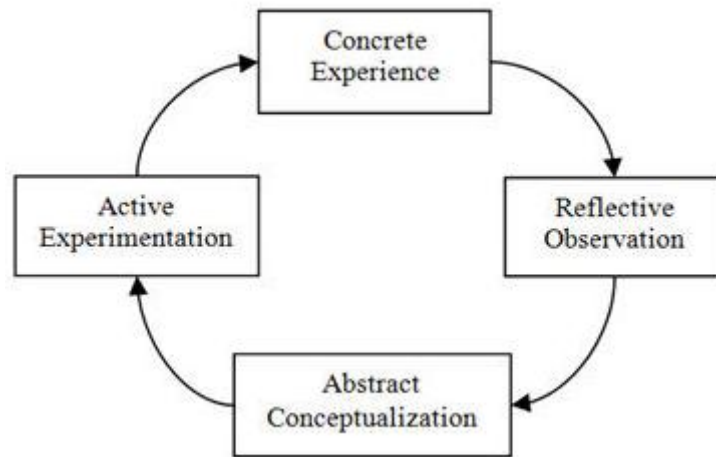 Concrete
Experience
Active
Experimentation
Reflective
Observation
Abstract
Conceptualization